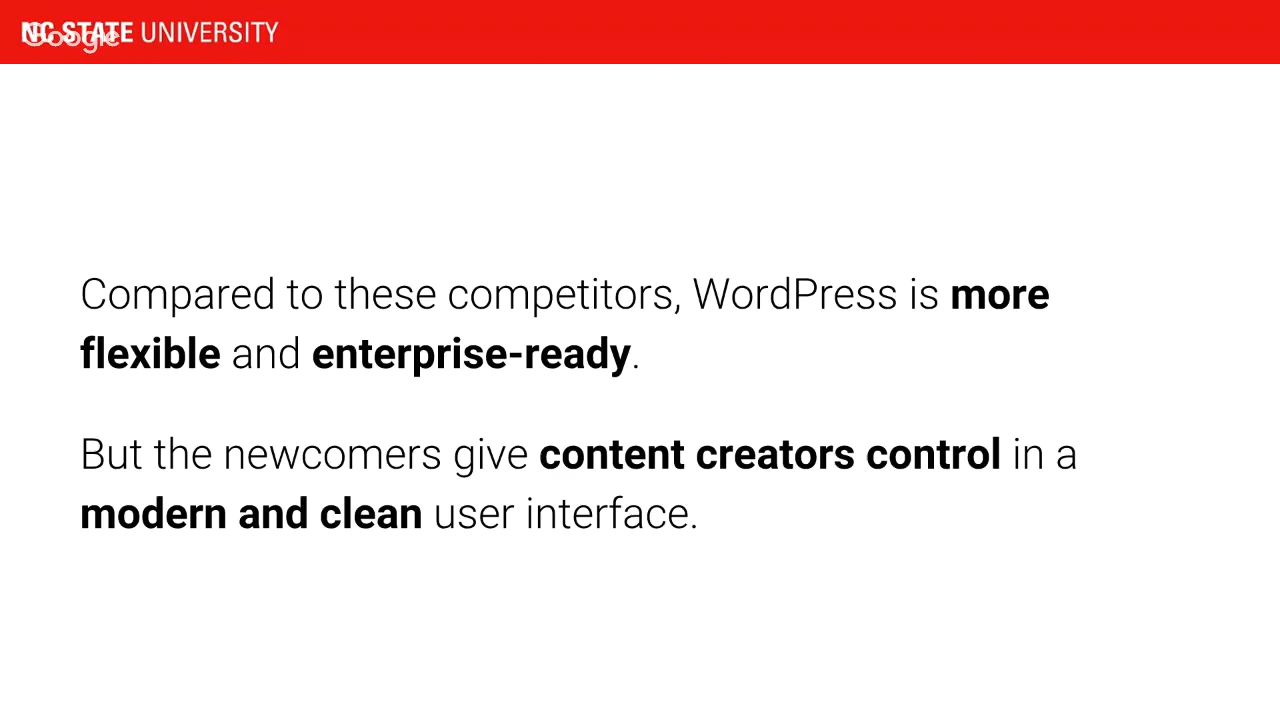 NC STATE UNIVERSITY
Google
Compared to these competitors, WordPress is more
flexible and enterprise-ready.
But the newcomers give content creators control in a
modern and clean user interface.